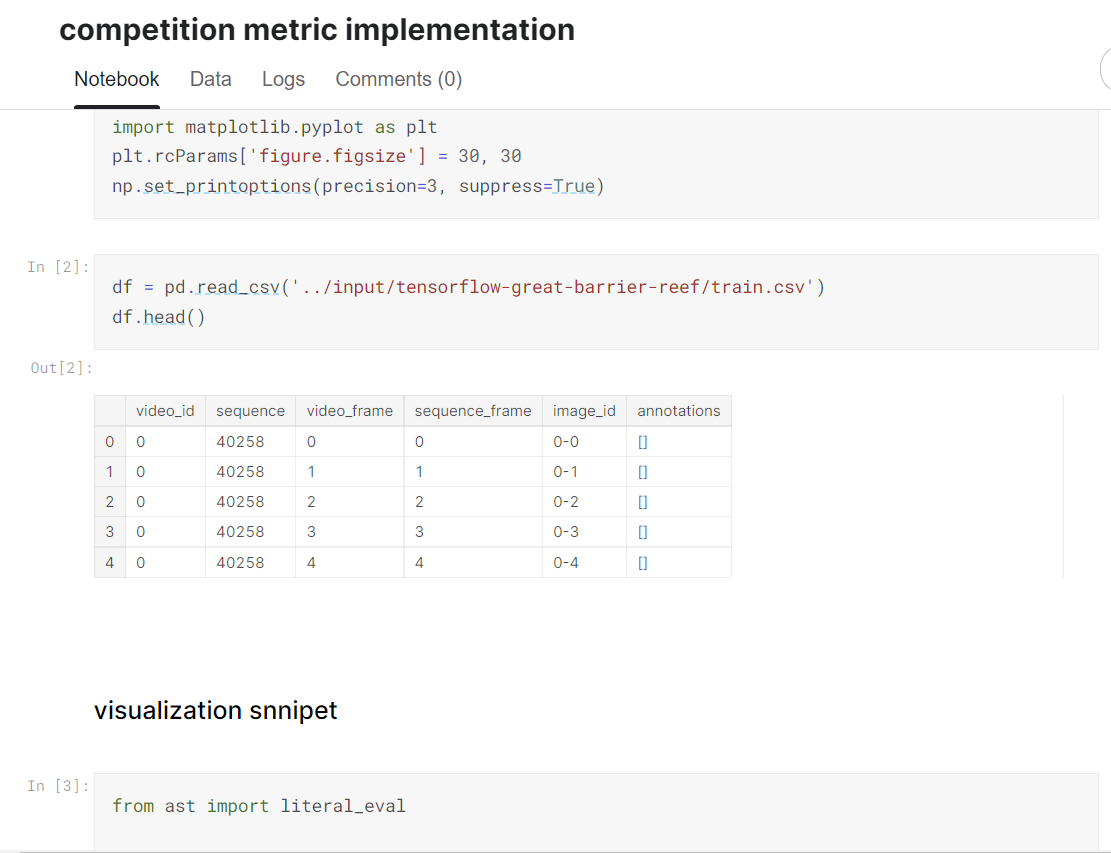 competition metric implementation
Notebook Data Logs Comments (0)
import matplotlib.pyplot as plt
plt.rcParams['figure.figsize'] = 30, 30
np.set_printoptions(precision=3, suppress=True)
In [2]:
df = pd.read_csv('../input/tensorflow-great-barrier-reef/train.csv')
df.head()
Out[2]:
video_id sequence video_frame sequence_frame image_id annotations
0 0 40258 0 0 0-0 []
1 0 40258 1 1 0-1 []
2 0 40258 2 2 0-2 []
3 0 40258 3 3 0-3 []
4 0 40258 4 4 0-4 []
visualization snnipet
In [3]:
from ast import literal_eval